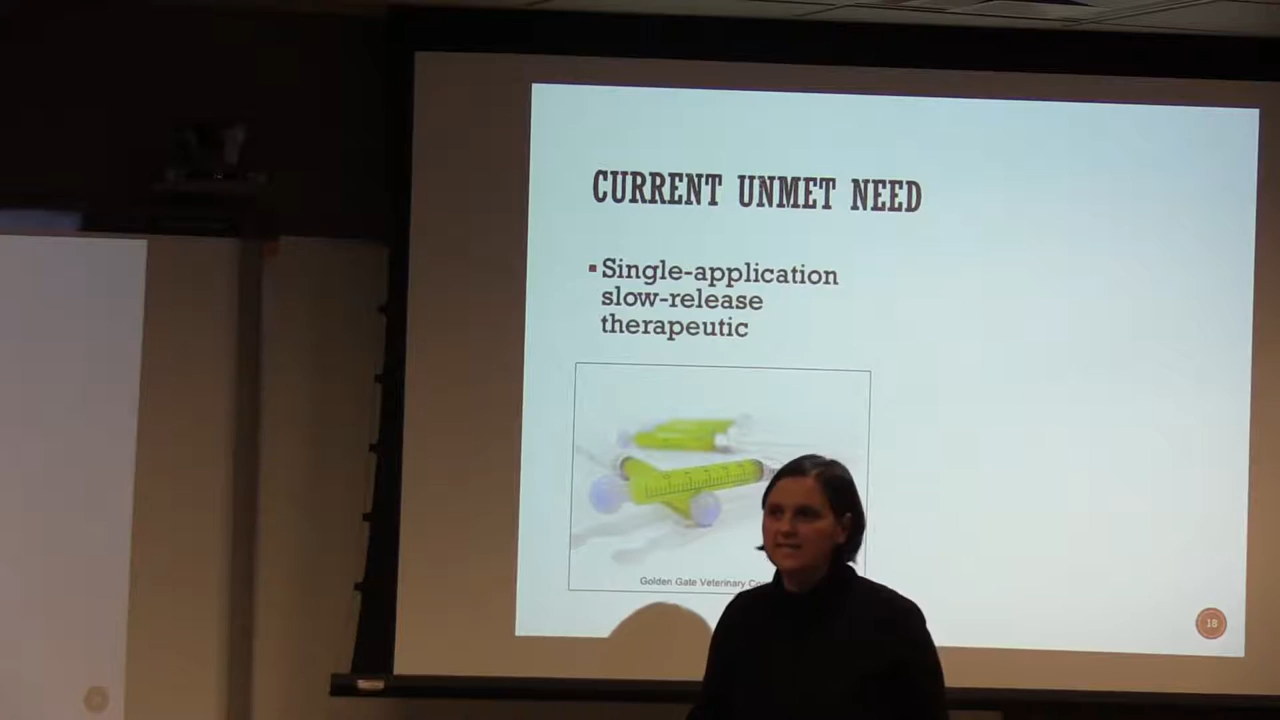 CURRENT UNMET NEED
Single-application
slow-release
therapeutic
Golden Gate Veterinary
18